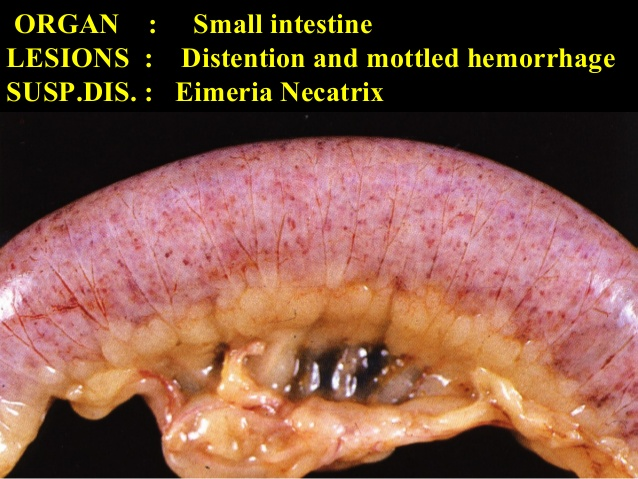 ORGAN : Small intestine
LESIONS : Distention and mottled hemorrhage
SUSP.DIS. : Eimeria Necatrix